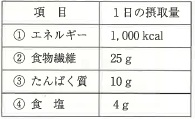 項　目　1日の摂取量
① エネルギー　1,000 kcal
② 食物繊維　25 g
③ たんぱく質　10 g
④ 食　塩　4 g